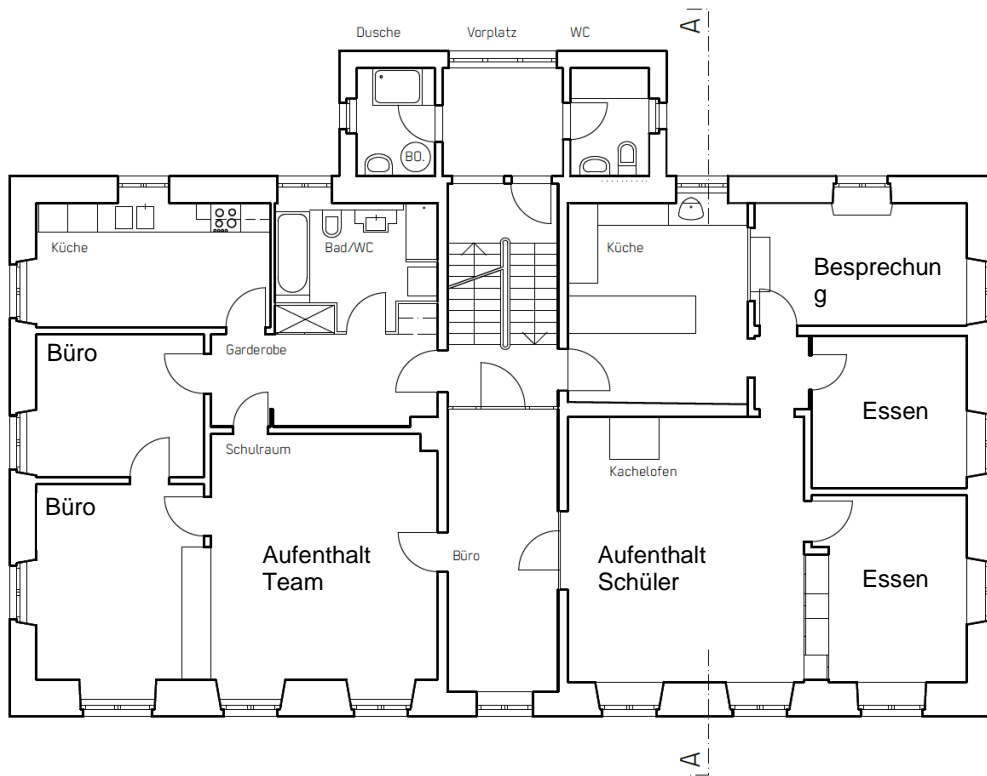 A
Dusche
Vorplatz
WC
BO.
Küche
Bad/WC
Küche
Besprechun
g
Büro
Garderobe
Essen
Schulraum
Kachelofen
Büro
Aufenthalt
Team
Büro
Aufenthalt
Schüler
Essen
A